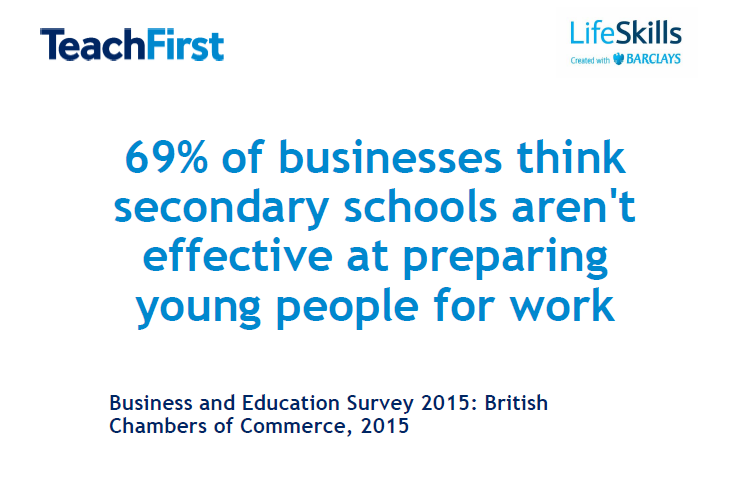 TeachFirst
LifeSkills
Created with BARCLAYS
69% of businesses think
secondary schools aren't
effective at preparing
young people for work
Business and Education Survey 2015: British
Chambers of Commerce, 2015